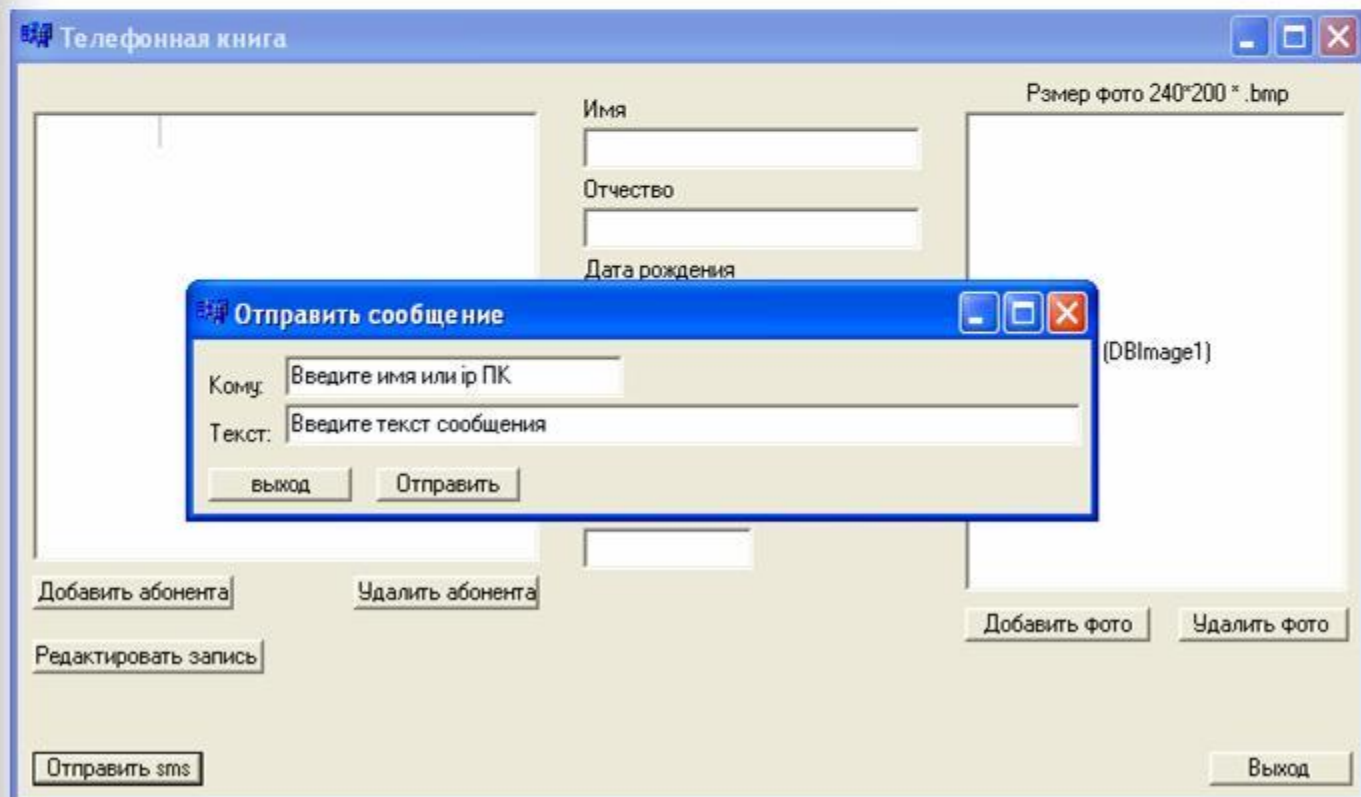 Телефонная книга
Рзмер фото 240*200 * .bmp
Имя
Отчество
Дата рождения
Отправить сообщение
(DBImage1)
Кому:
Введите имя или ip ПК
Текст:
Введите текст сообщения
выход
Отправить
Добавить абонента
Удалить абонента
Добавить фото
Удалить фото
Редактировать запись
Отправить sms
Выход